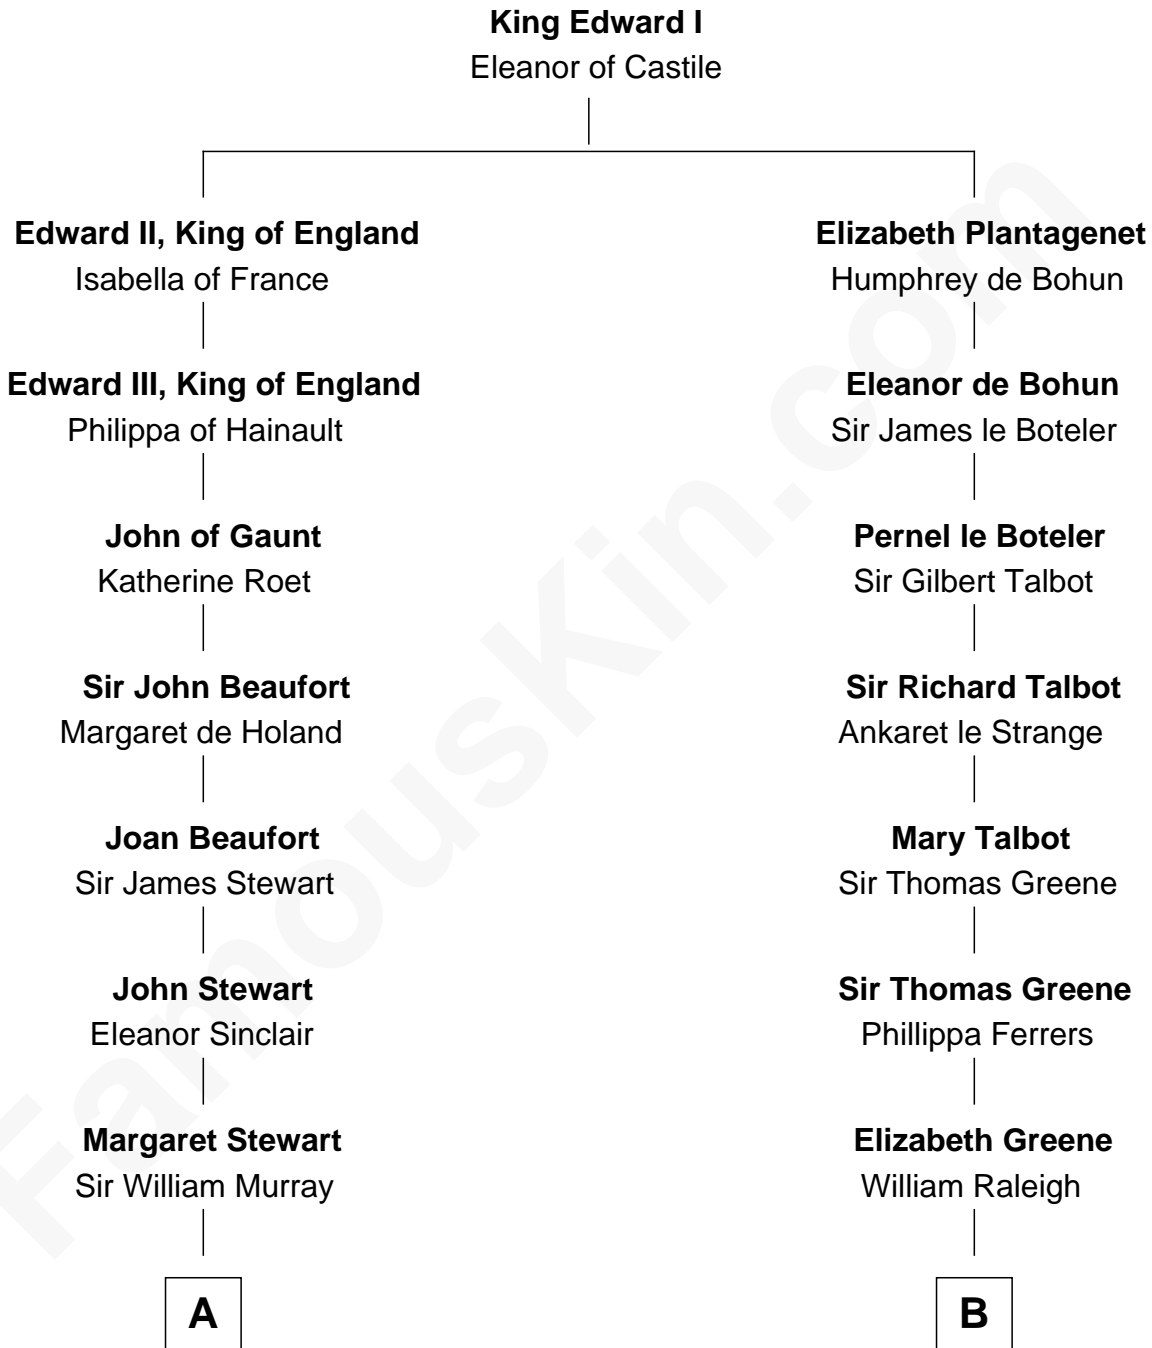 King Edward I
Eleanor of Castile
Edward II, King of England
Isabella of France
Elizabeth Plantagenet
Humphrey de Bohun
Edward III, King of England
Philippa of Hainault
Eleanor de Bohun
Sir James le Boteler
John of Gaunt
Katherine Roet
Pernel le Boteler
Sir Gilbert Talbot
Sir John Beaufort
Margaret de Holand
Sir Richard Talbot
Ankaret le Strange
Joan Beaufort
Sir James Stewart
Mary Talbot
Sir Thomas Greene
John Stewart
Eleanor Sinclair
Sir Thomas Greene
Phillippa Ferrers
Margaret Stewart
Sir William Murray
Elizabeth Greene
William Raleigh
A
B
FamousKin.com